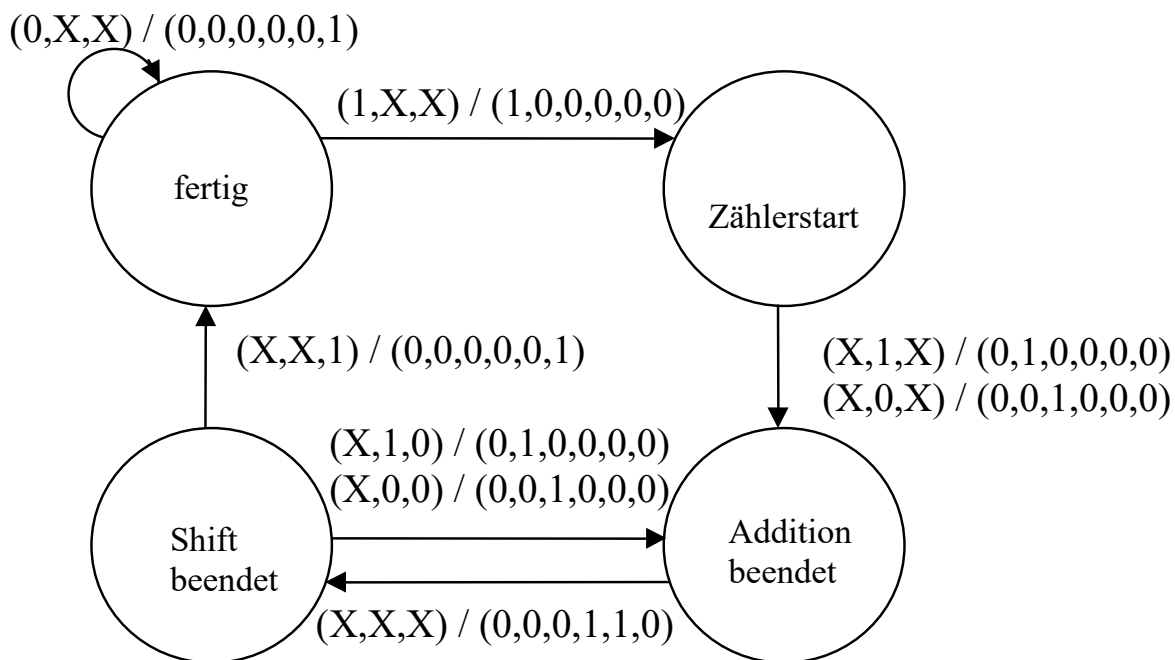 (0,X,X) / (0,0,0,0,0,1)
(1,X,X) / (1,0,0,0,0,0)
fertig
Zählerstart
(X,X,1) / (0,0,0,0,0,1)
(X,1,X) / (0,1,0,0,0,0)
(X,0,X) / (0,0,1,0,0,0)
(X,1,0) / (0,1,0,0,0,0)
(X,0,0) / (0,0,1,0,0,0)
Shift
beendet
Addition
beendet
(X,X,X) / (0,0,0,1,1,0)